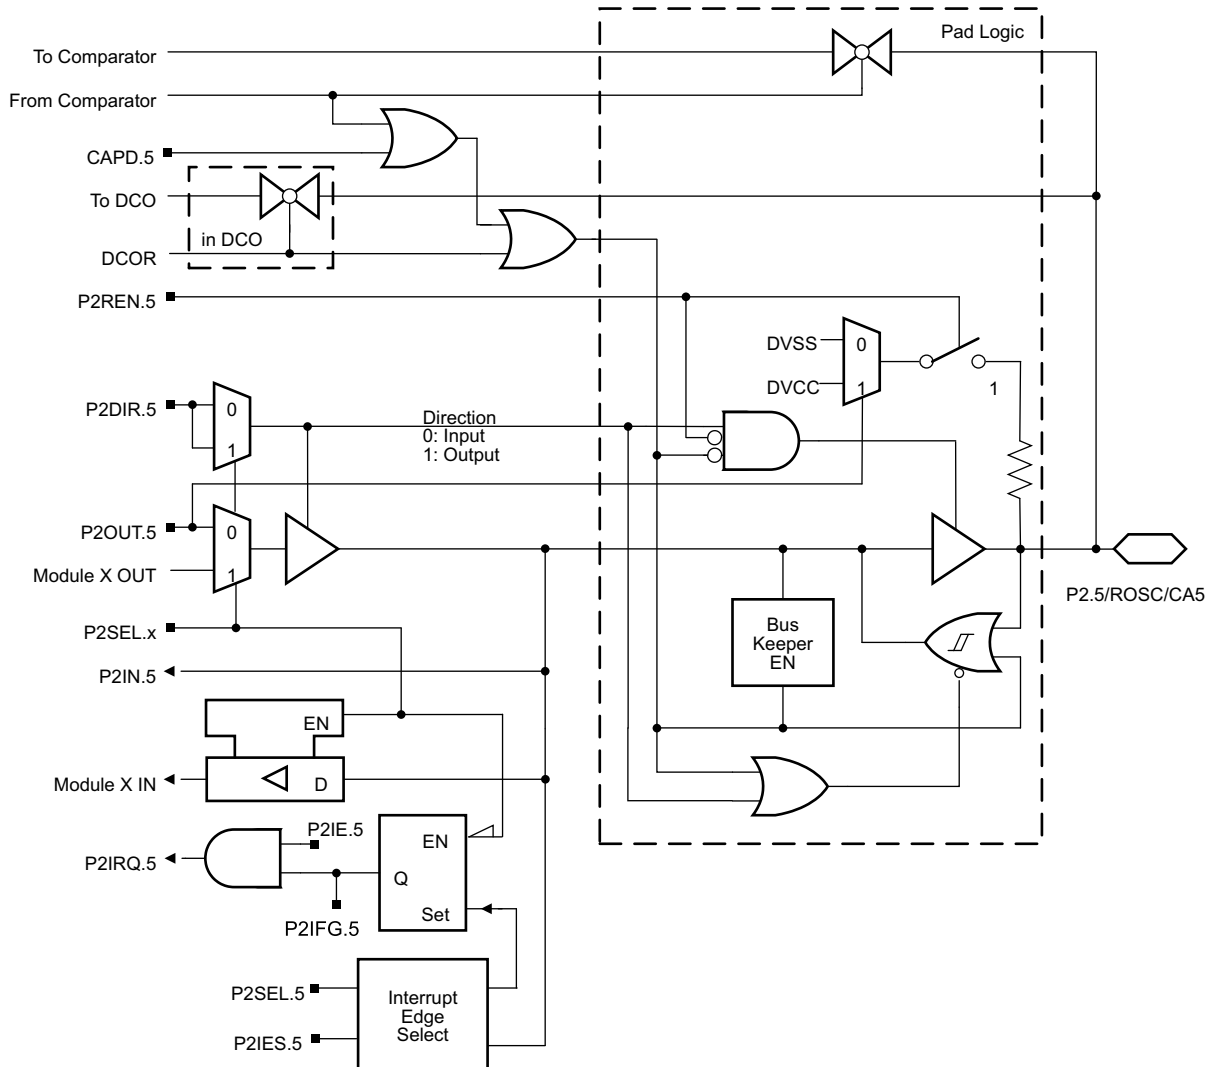 Pad Logic
To Comparator
From Comparator
CAPD.5
To DCO
in DCO
DCOR
P2REN.5
DVSS
0
DVCC
1
1
P2DIR.5
0
1
Direction
0: Input
1: Output
P2OUT.5
0
Module X OUT
1
P2.5/ROSC/CA5
P2SEL.x
Bus
Keeper
EN
P2IN.5
EN
Module X IN
D
P2IE.5
EN
P2IRQ.5
Q
Set
P2IFG.5
P2SEL.5
Interrupt
Edge
Select
P2IES.5